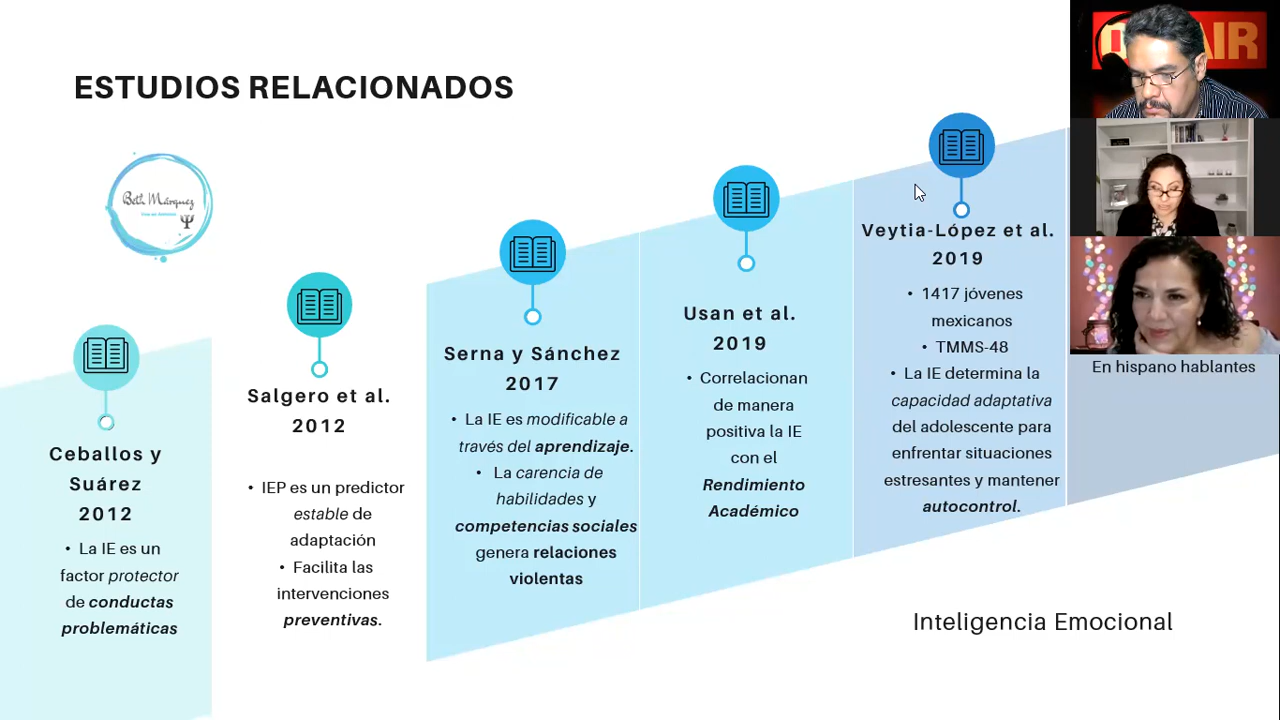 ESTUDIOS RELACIONADOS
Beth Márquez
Ceballos y
Suárez
2012
• La IE es un
factor protector
de conductas
problemáticas
Salgero et al.
2012
• IEP es un predictor
estable de
adaptación
• Facilita las
intervenciones
preventivas.
Serna y Sánchez
2017
• La IE es modificable a
través del aprendizaje.
• La carencia de
habilidades y
competencias sociales
genera relaciones
violentas
Usan et al.
2019
• Correlacionan
de manera
positiva la IE
con el
Rendimiento
Académico
Veytia-López et al.
2019
• 1417 jóvenes
mexicanos
• TMMS-48
• La IE determina la
capacidad adaptativa
del adolescente para
enfrentar situaciones
estresantes y mantener
autocontrol.
En hispano hablantes
Inteligencia Emocional
AIR